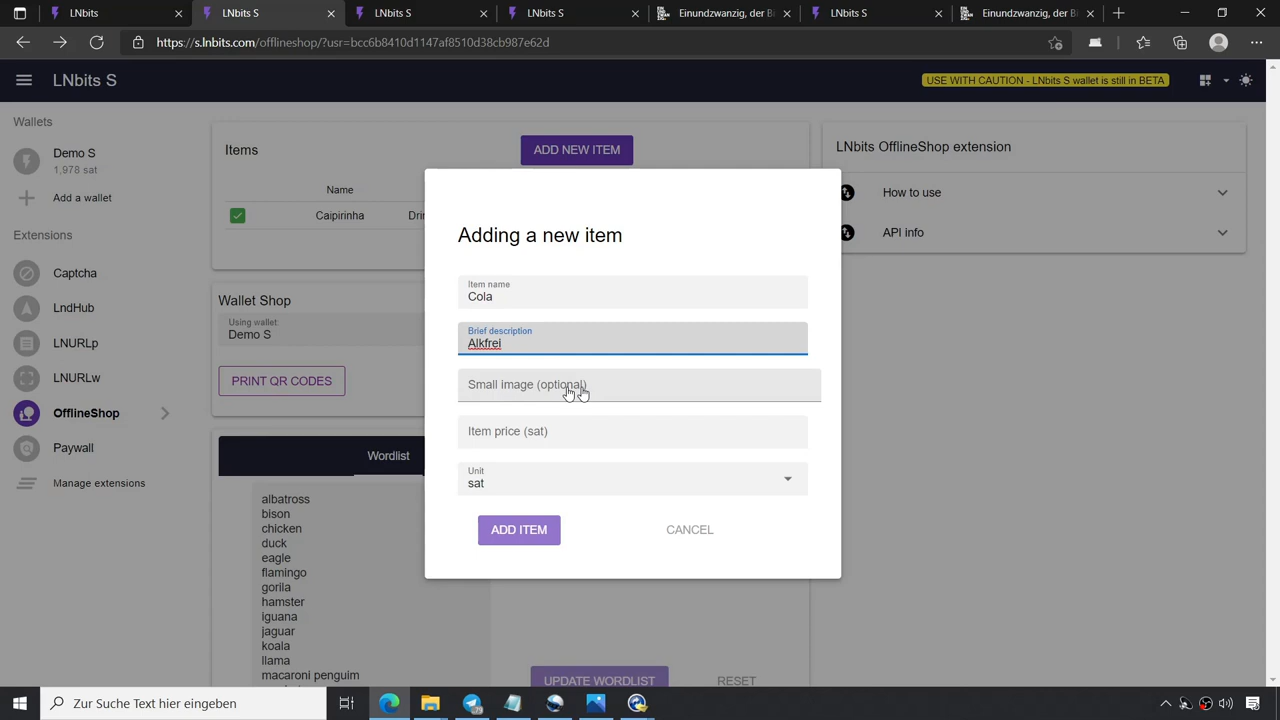 LNbits S
LNbits S
LNbits S
LNbits S
Einundzwanzig, der Bi
LNbits S
Einundzwanzig, der Bi
https://s.lnbits.com/offlineshop/?usr=bcc6b8410d1147af8510d38cb987e62d
LNbits S
USE WITH CAUTION - LNbits S wallet is still in BETA
Wallets
Demo S
1,978 sat
Add a wallet
Extensions
Captcha
LndHub
LNURLp
LNURLw
OfflineShop
Paywall
Manage extensions
Items
ADD NEW ITEM
Name
Caipirinha
Drin
Wallet Shop
Using wallet
Demo S
PRINT QR CODES
Wordlist
albatross
bison
chicken
duck
eagle
flamingo
gorila
hamster
iguana
jaguar
koala
llama
macaroni penguim
UPDATE WORDLIST
RESET
Adding a new item
Item name
Cola
Brief description
Alkfrei
Small image (optional)
Item price (sat)
Unit
sat
ADD ITEM
CANCEL
LNbits OfflineShop extension
How to use
API info
Zur Suche Text hier eingeben